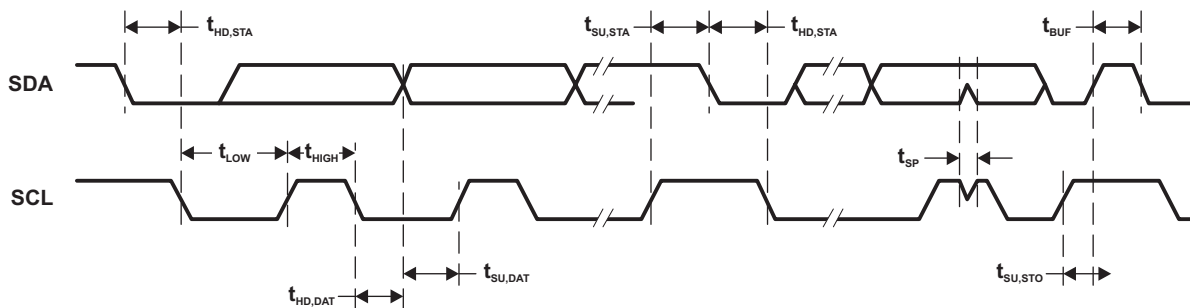 tHD,STA
tSU,STA
tHD,STA
tBUF
SDA
tLOW
tHIGH
tSP
SCL
tSU,DAT
tSU,STO
tHD,DAT